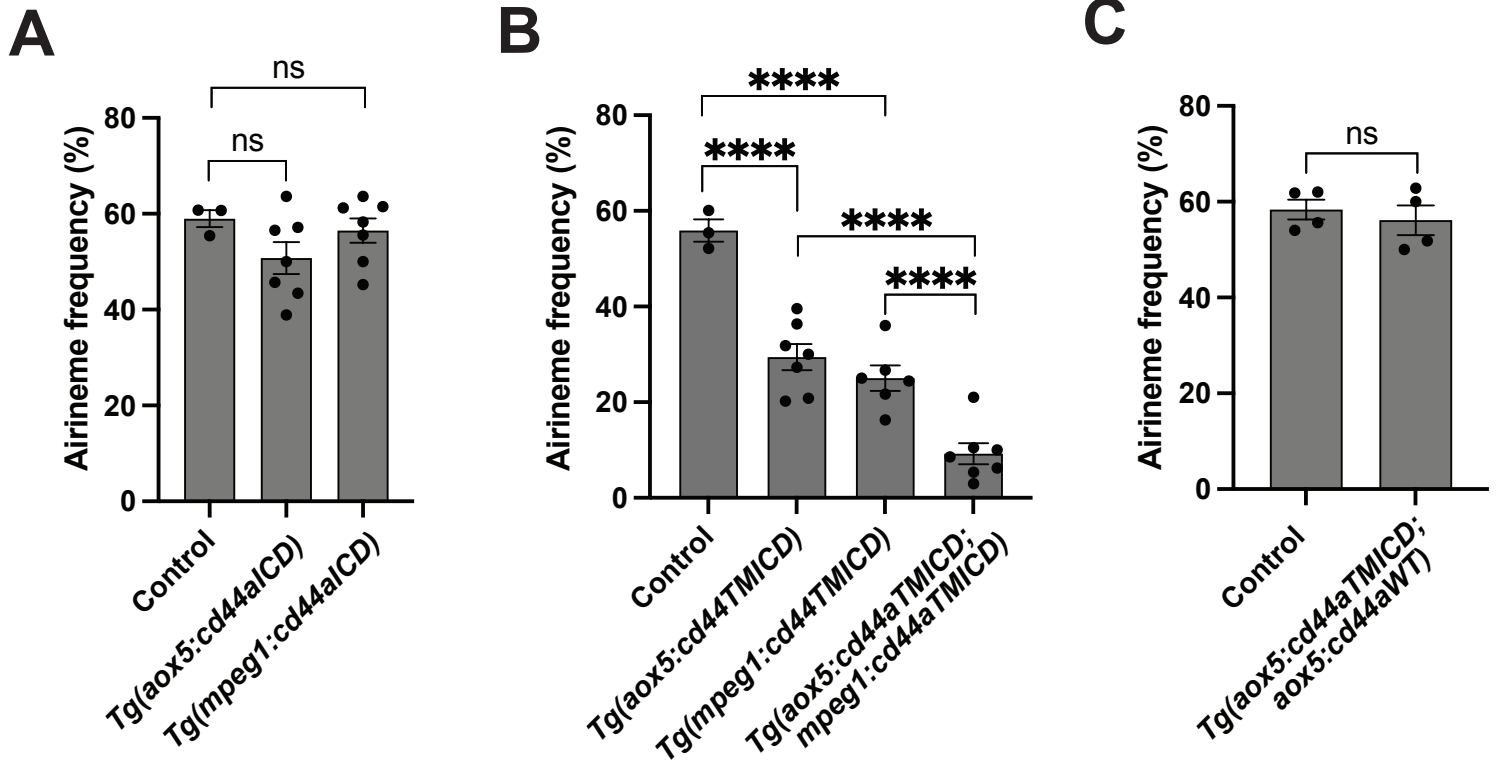 A
ns
ns
Airineme frequency (%)
80
60
40
20
0
Control
Tg(aox5:cd44aICD)
Tg(mpeg1:cd44aICD)
B
****
****
****
****
Airineme frequency (%)
80
60
40
20
0
Control
Tg(aox5:cd44TMICD)
Tg(mpeg1:cd44TMICD)
Tg(aox5:cd44aTMICD;
mpeg1:cd44aTMICD)
C
ns
Airineme frequency (%)
80
60
40
20
0
Control
Tg(aox5:cd44aTMICD;
aox5:cd44aWT)